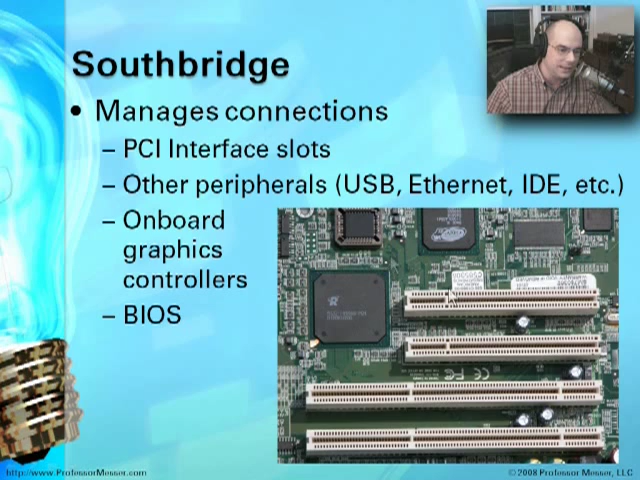 Southbridge
• Manages connections
– PCI Interface slots
– Other peripherals (USB, Ethernet, IDE, etc.)
– Onboard
graphics
controllers
– BIOS
http://www.ProfessorMesser.com
© 2008 Professor Messer, LLC